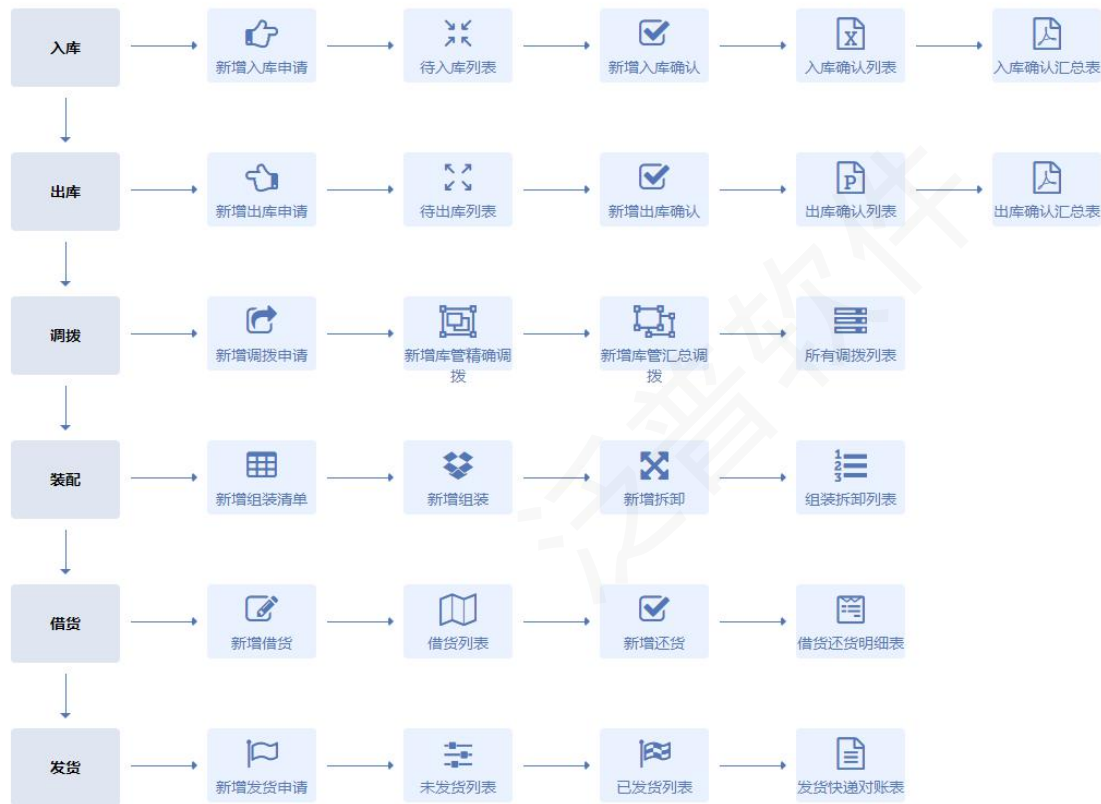 入库
新增入库申请
待入库列表
新增入库确认
入库确认列表
入库确认汇总表
出库
新增出库申请
待出库列表
新增出库确认
出库确认列表
出库确认汇总表
调拨
新增调拨申请
新增库管精确调
拨
新增库管汇总调
拨
所有调拨列表
装配
新增组装清单
新增组装
新增拆卸
组装拆卸列表
借货
新增借货
借货列表
新增还货
借货还货明细表
发货
新增发货申请
未发货列表
已发货列表
发货快递对账表
泛普软件